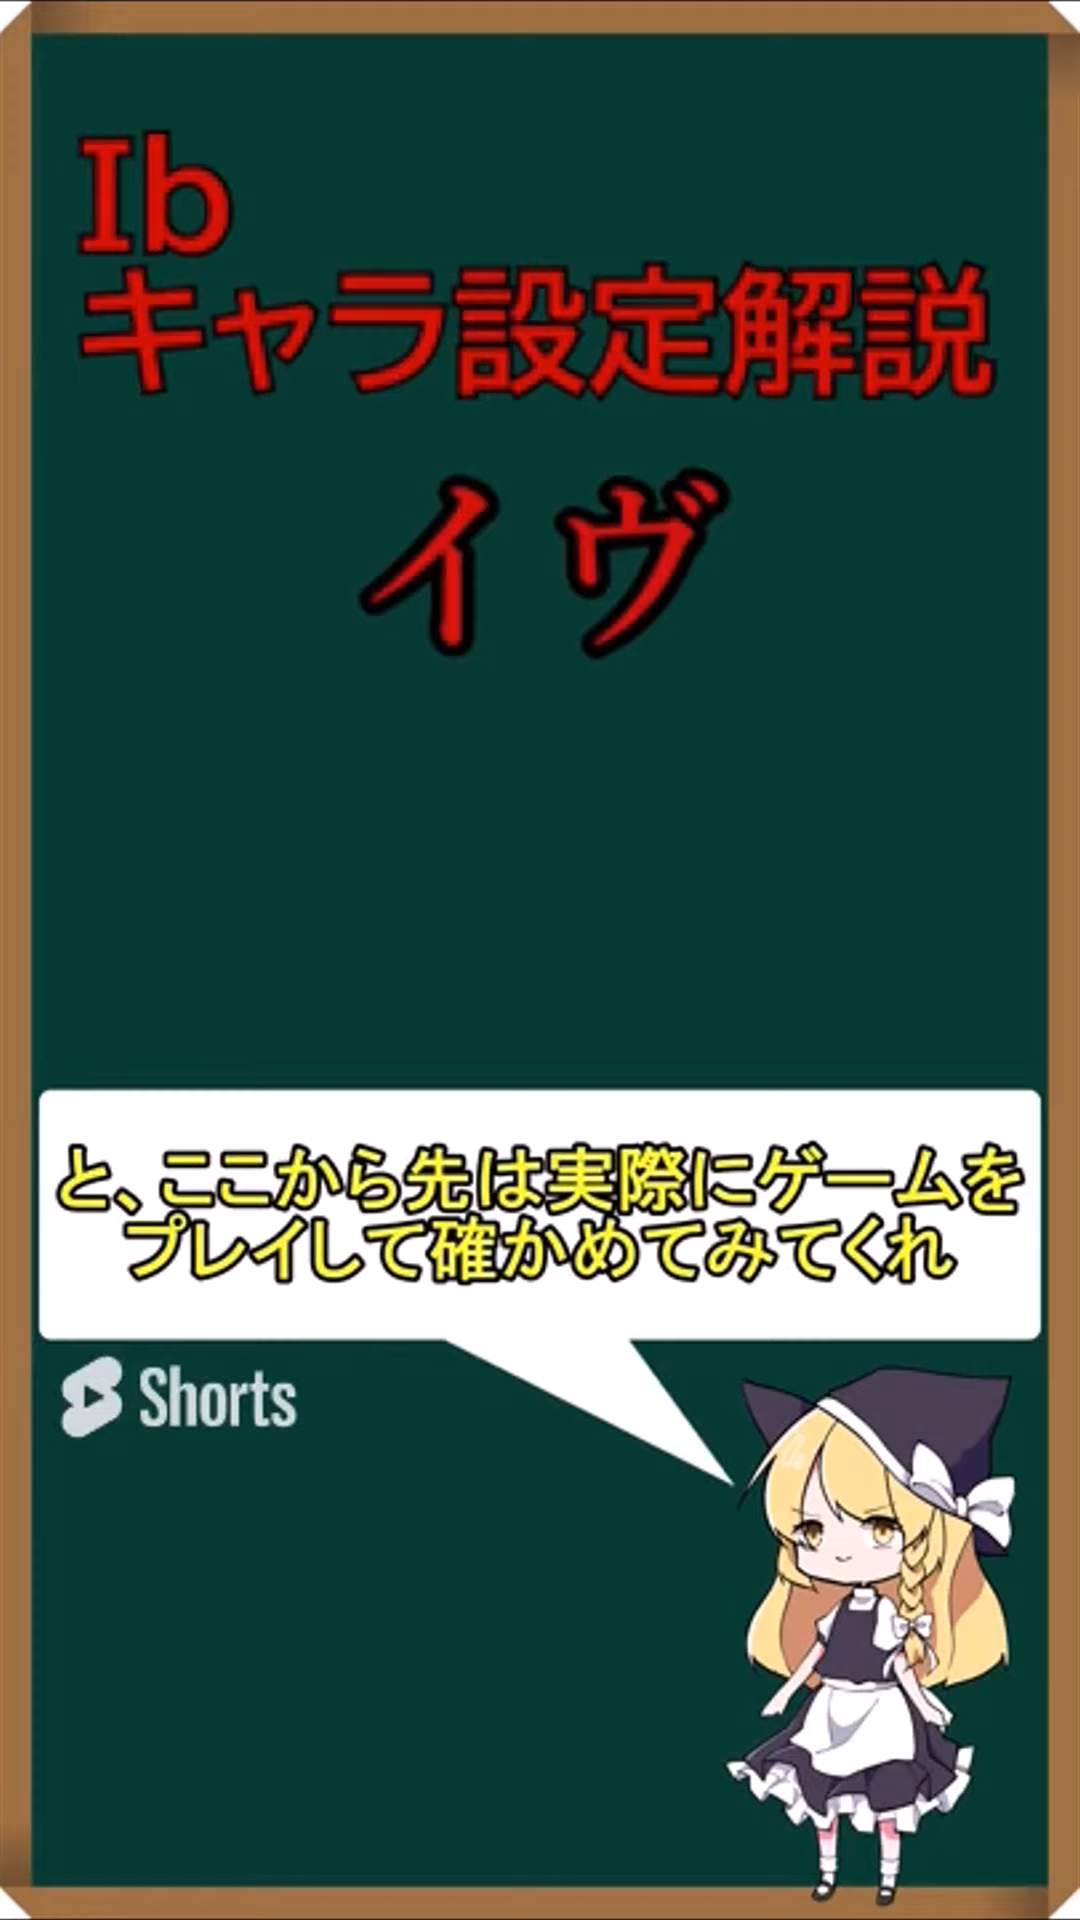 Ib
キャラ設定解説
イヴ
と、ここから先は実際にゲームを
プレイして確かめてみてくれ
Shorts